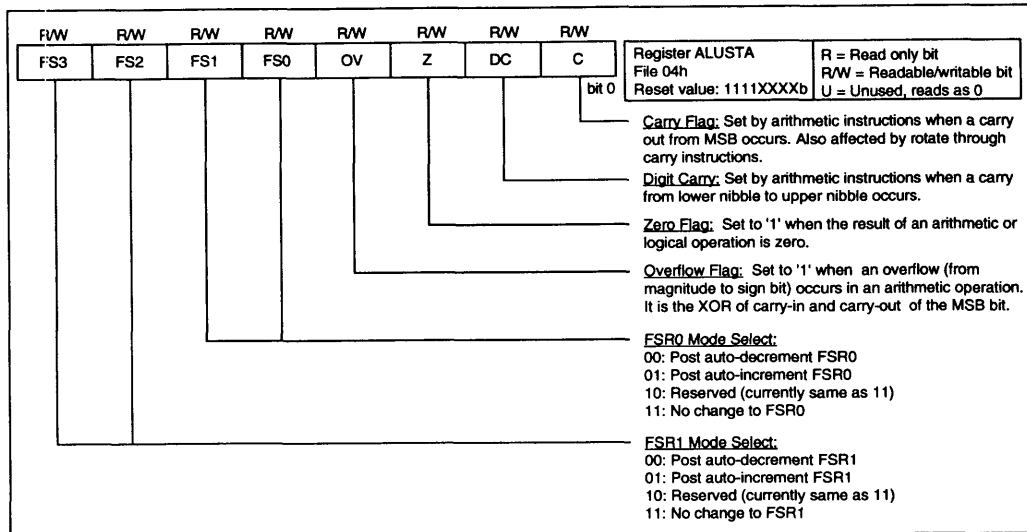 R/W R/W R/W R/W R/W R/W R/W R/W
FS3 FS2 FS1 FS0 OV Z DC C
bit 0
Register ALUSTA
File 04h
Reset value: 1111XXXXb
R = Read only bit
R/W = Readable/writable bit
U = Unused, reads as 0
Carry Flag: Set by arithmetic instructions when a carry
out from MSB occurs. Also affected by rotate through
carry instructions.
Digit Carry: Set by arithmetic instructions when a carry
from lower nibble to upper nibble occurs.
Zero Flag: Set to '1' when the result of an arithmetic or
logical operation is zero.
Overflow Flag: Set to '1' when an overflow (from
magnitude to sign bit) occurs in an arithmetic operation.
It is the XOR of carry-in and carry-out of the MSB bit.
FSR0 Mode Select:
00: Post auto-decrement FSR0
01: Post auto-increment FSR0
10: Reserved (currently same as 11)
11: No change to FSR0
FSR1 Mode Select:
00: Post auto-decrement FSR1
01: Post auto-increment FSR1
10: Reserved (currently same as 11)
11: No change to FSR1